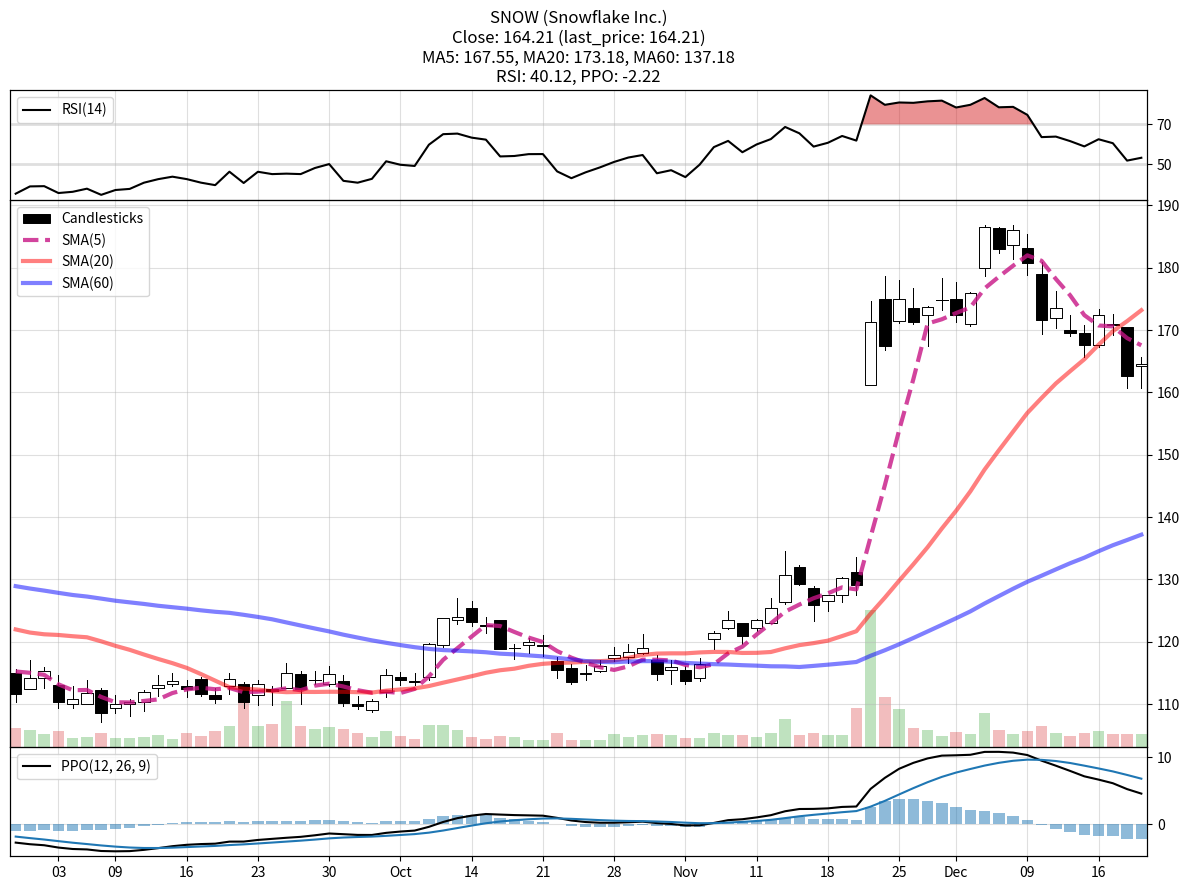 SNOW (Snowflake Inc.)
Close: 164.21 (last_price: 164.21)
MA5: 167.55, MA20: 173.18, MA60: 137.18
RSI: 40.12, PPO: -2.22
RSI(14)
70
50
Candlesticks
SMA(5)
SMA(20)
SMA(60)
190
180
170
160
150
140
130
120
110
PPO(12, 26, 9)
10
0
03 09 16 23 30 Oct 14 21 28 Nov 11 18 25 Dec 09 16